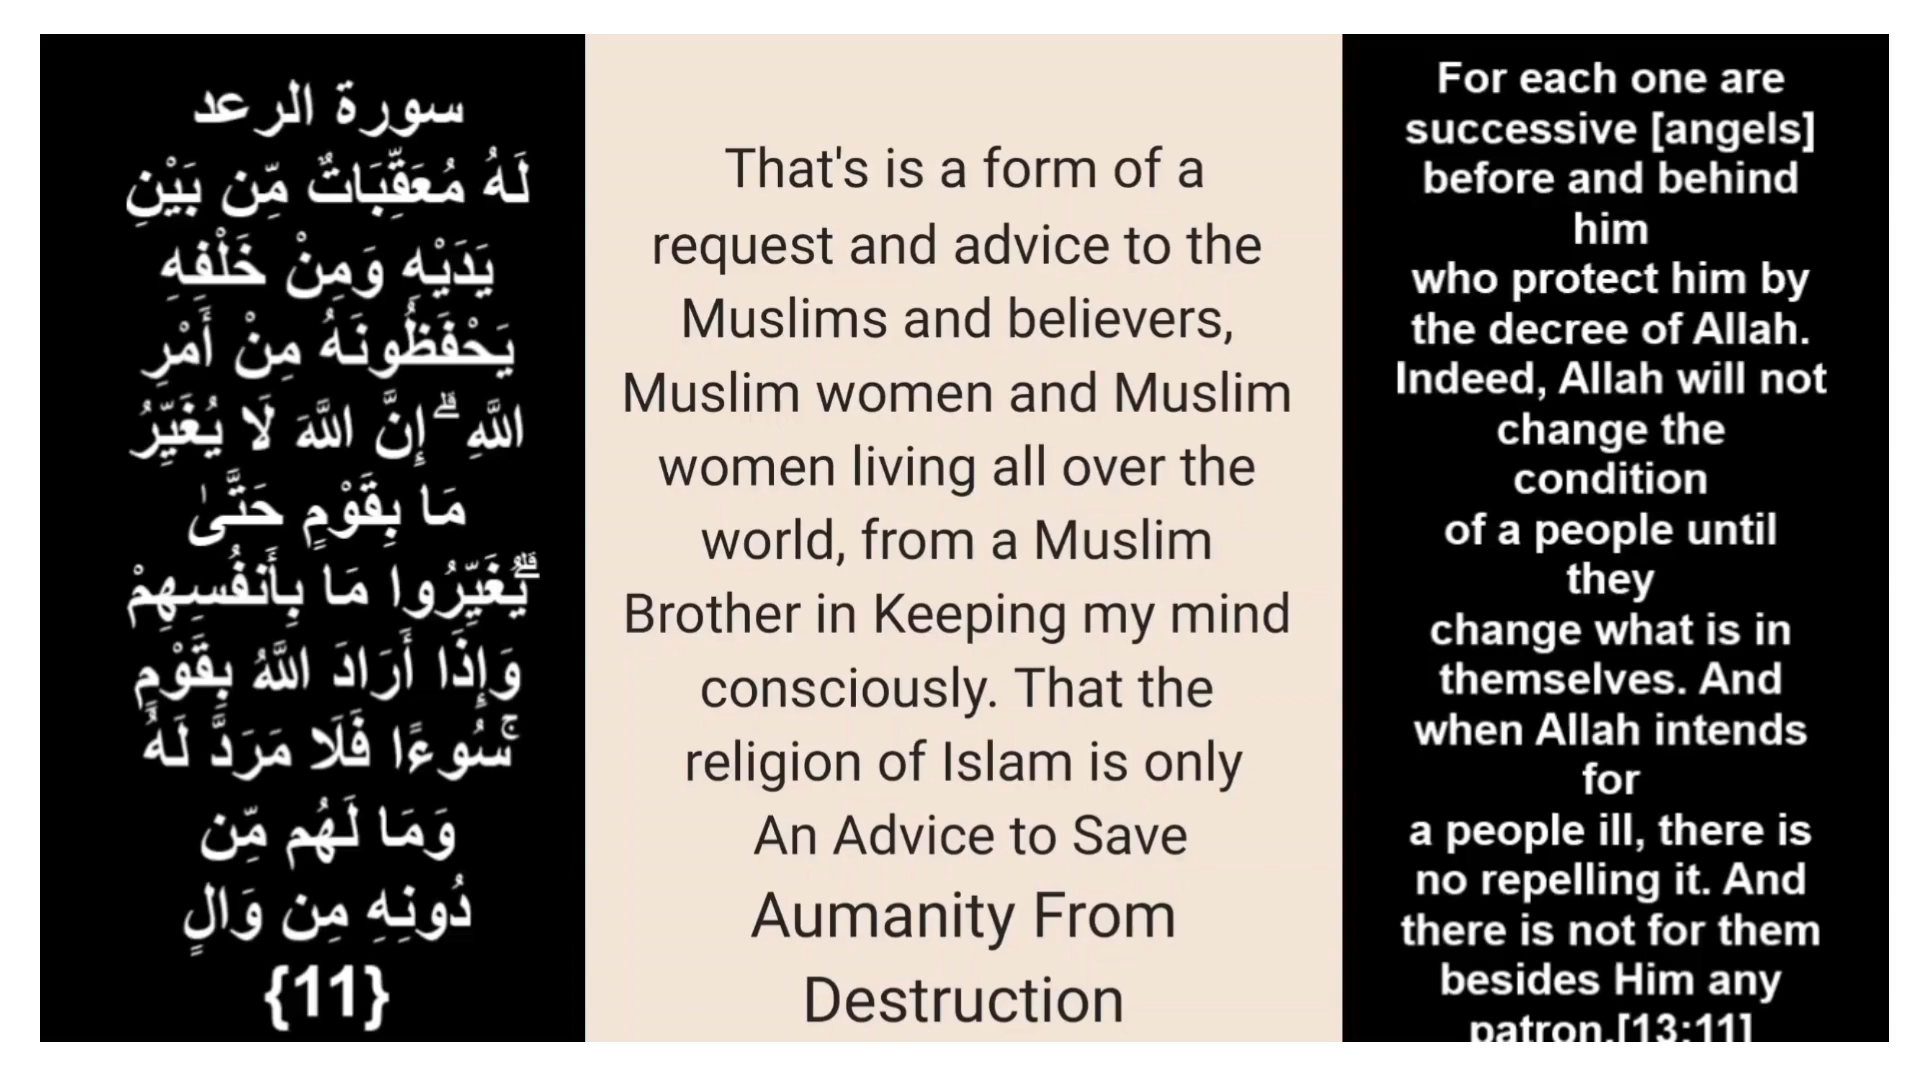 سورة الرعد
لَهُ مُعَقِّبَاتٌ مِّن بَيْنِ
يَدَيْهِ وَمِنْ خَلْفِهِ
يَحْفَظُونَهُ مِنْ أَمْرِ
اللَّهِ ۗ إِنَّ اللَّهَ لَا يُغَيِّرُ
مَا بِقَوْمٍ حَتَّىٰ
يُغَيِّرُوا مَا بِأَنفُسِهِمْ ۗ
وَإِذَا أَرَادَ اللَّهُ بِقَوْمٍ
سُوءًا فَلَا مَرَدَّ لَهُ ۚ
وَمَا لَهُم مِّن
دُونِهِ مِن وَالٍ
{11}
That's is a form of a
request and advice to the
Muslims and believers,
Muslim women and Muslim
women living all over the
world, from a Muslim
Brother in Keeping my mind
consciously. That the
religion of Islam is only
An Advice to Save
Aumanity From
Destruction
For each one are
successive [angels]
before and behind
him
who protect him by
the decree of Allah.
Indeed, Allah will not
change the
condition
of a people until
they
change what is in
themselves. And
when Allah intends
for
a people ill, there is
no repelling it. And
there is not for them
besides Him any
patron.[13:11]